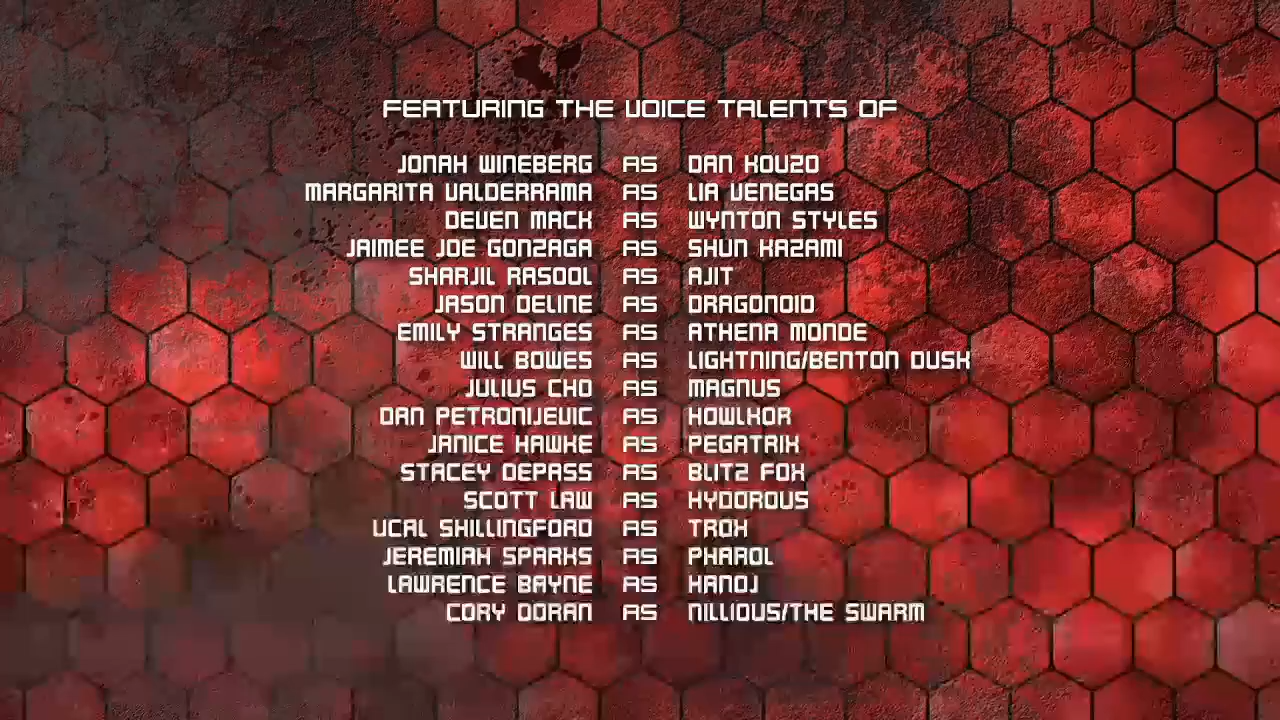 FEATURING THE VOICE TALENTS OF
JONAH WINEBERG AS DAN KOUZO
MARGARITA VALDERRAMA AS LIA VENEGAS
DEVEN MACK AS WYNTON STYLES
JAIMEE JOE GONZAGA AS SHUN KAZAMI
SHARJIL RASOOL AS AJIT
JASON DELINE AS DRAGONOID
EMILY STRANGES AS ATHENA MONDE
WILL BOWES AS LIGHTNING/BENTON DUSK
JULIUS CHO AS MAGNUS
DAN PETRONIJEVIC AS HOWLKOR
JANICE HAWKE AS PEGATRIX
STACEY DEPASS AS BLITZ FOX
SCOTT LAW AS HYDOROUS
UCAL SHILLINGFORD AS TROX
JEREMIAH SPARKS AS PHAROL
LAWRENCE BAYNE AS HANOJ
CORY DORAN AS NILLIOUS/THE SWARM